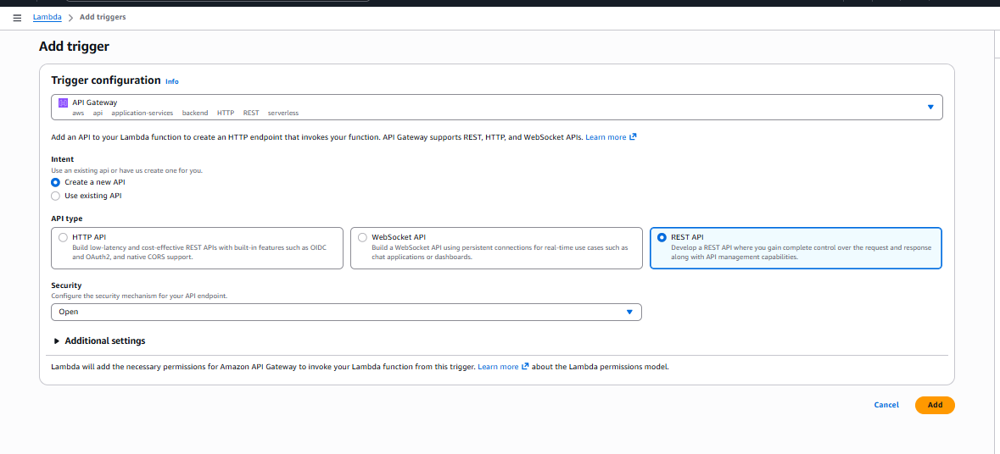 Lambda > Add triggers
Add trigger
Trigger configuration Info
API Gateway
aws api application-services backend HTTP REST serverless
Add an API to your Lambda function to create an HTTP endpoint that invokes your function. API Gateway supports REST, HTTP, and WebSocket APIs. Learn more
Intent
Use an existing api or have us create one for you.
Create a new API
Use existing API
API type
HTTP API
Build low-latency and cost-effective REST APIs with built-in features such as OIDC
and OAuth2, and native CORS support.
WebSocket API
Build a WebSocket API using persistent connections for real-time use cases such as
chat applications or dashboards.
REST API
Develop a REST API where you gain complete control over the request and response
along with API management capabilities.
Security
Configure the security mechanism for your API endpoint.
Open
Additional settings
Lambda will add the necessary permissions for Amazon API Gateway to invoke your Lambda function from this trigger. Learn more about the Lambda permissions model.
Cancel
Add